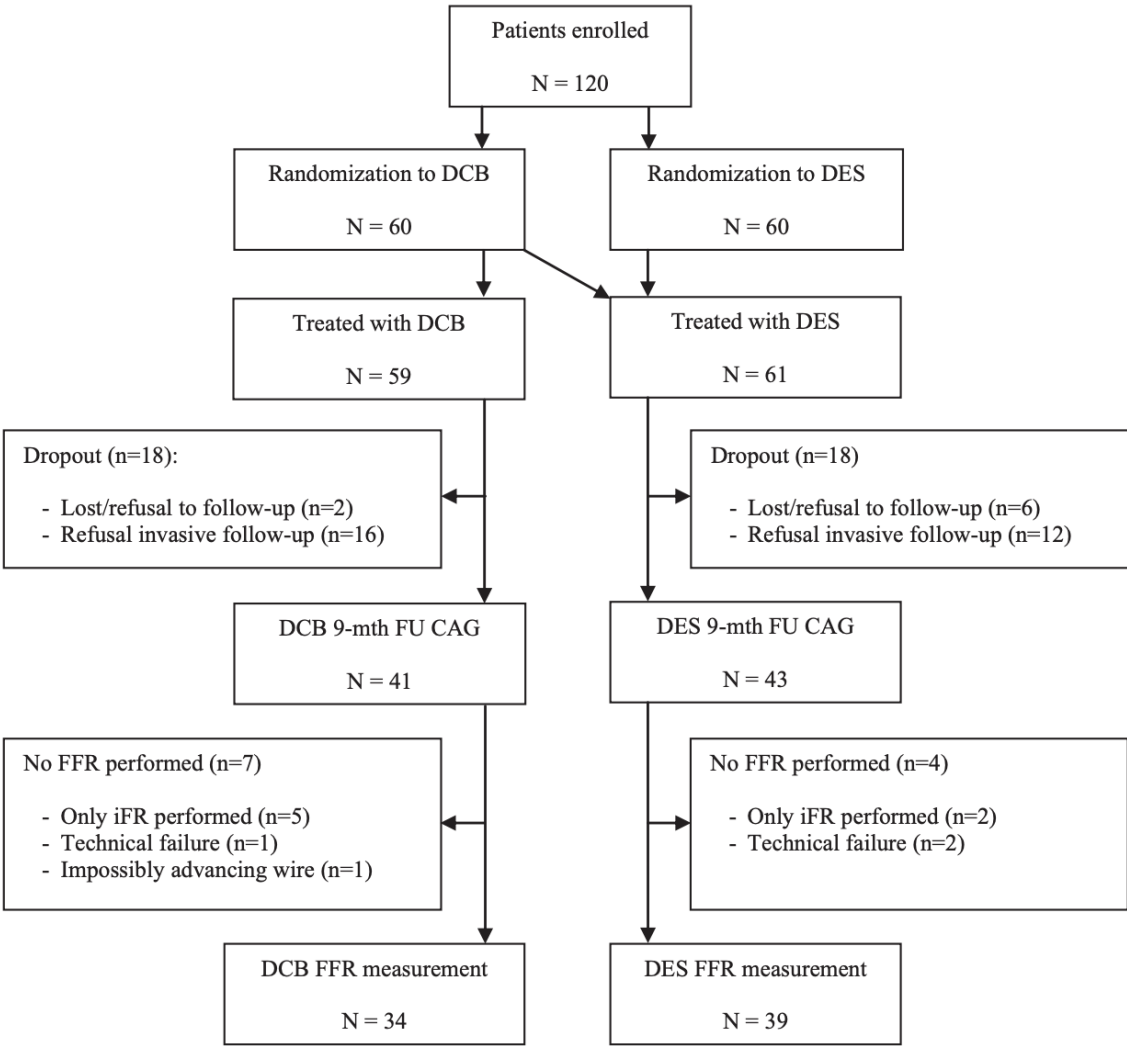 Patients enrolled
N = 120
Randomization to DCB
N = 60
Randomization to DES
N = 60
Treated with DCB
N = 59
Treated with DES
N = 61
Dropout (n=18):
- Lost/refusal to follow-up (n=2)
- Refusal invasive follow-up (n=16)
Dropout (n=18)
- Lost/refusal to follow-up (n=6)
- Refusal invasive follow-up (n=12)
DCB 9-mth FU CAG
N = 41
DES 9-mth FU CAG
N = 43
No FFR performed (n=7)
- Only iFR performed (n=5)
- Technical failure (n=1)
- Impossibly advancing wire (n=1)
No FFR performed (n=4)
- Only iFR performed (n=2)
- Technical failure (n=2)
DCB FFR measurement
N = 34
DES FFR measurement
N = 39